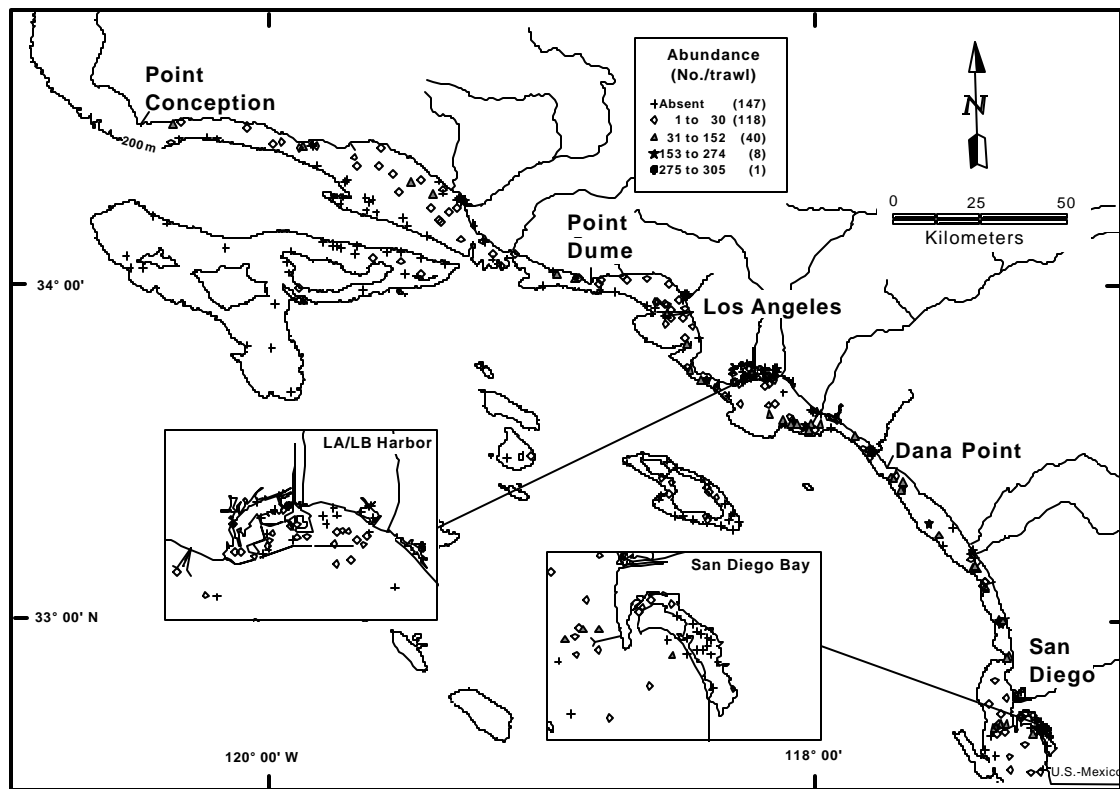 Abundance
(No./trawl)
Absent (147)
1 to 30 (118)
31 to 152 (40)
153 to 274 (8)
275 to 305 (1)
N
0 25 50
Kilometers
Point
Conception
200 m
Point
Dume
34° 00'
Los Angeles
LA/LB Harbor
Dana Point
San Diego Bay
33° 00' N
San
Diego
120° 00' W
118° 00'
U.S.-Mexico